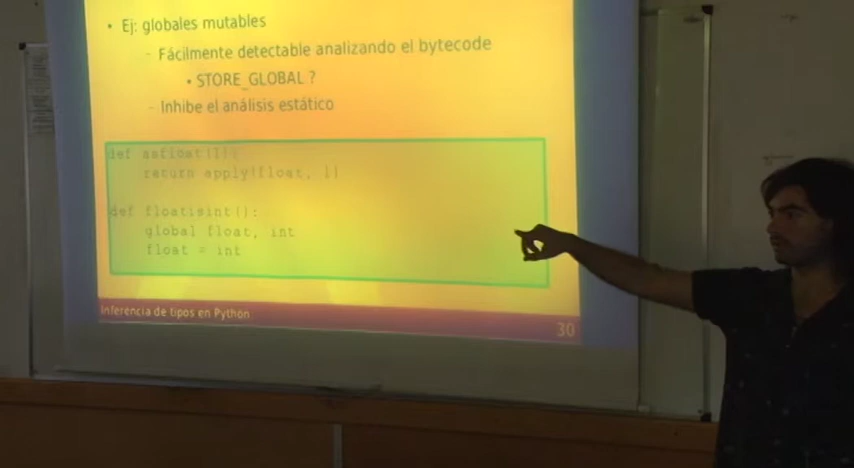 • Ej: globales mutables
- Fácilmente detectable analizando el bytecode
• STORE_GLOBAL ?
- Inhibe el análisis estático
def asfloat(l):
return apply(float, l)
def floatisint():
global float, int
float = int
Inferencia de tipos en Python
30